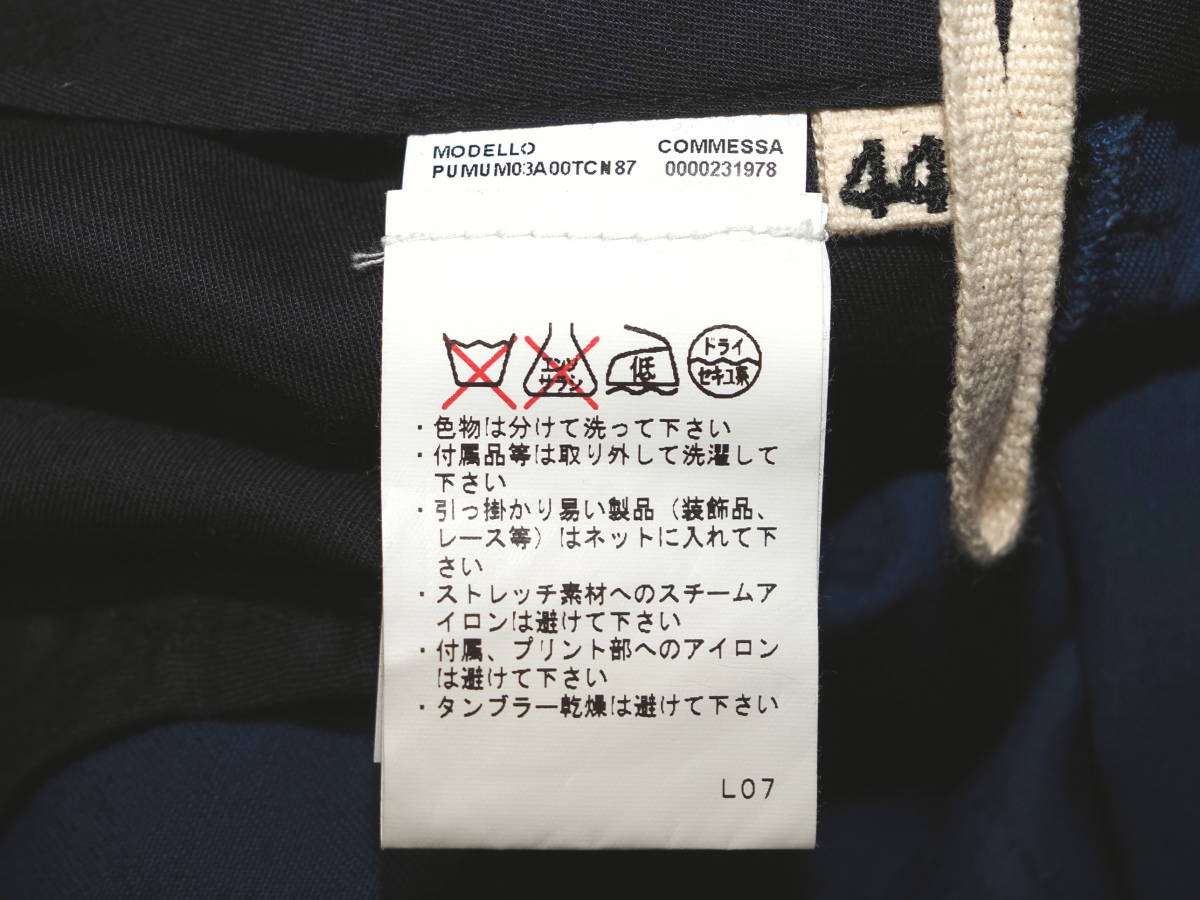 MODELLO COMMESSA
PUMUM03A00TCN87 0000231978
44
エンソ
サラシ
低
ドライ
セキユ系
・色物は分けて洗って下さい
・付属品等は取り外して洗濯して
下さい
・引っ掛かり易い製品（装飾品、
レース等）はネットに入れて下
さい
・ストレッチ素材へのスチームア
イロンは避けて下さい
・付属、プリント部へのアイロン
は避けて下さい
・タンブラー乾燥は避けて下さい
L07